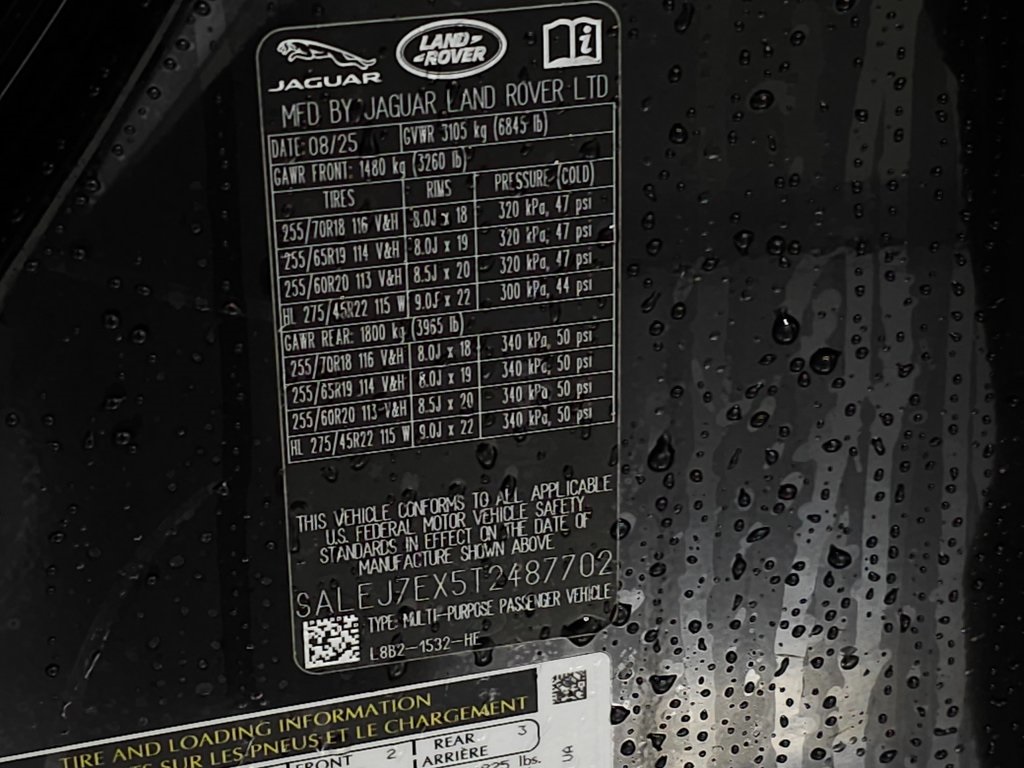 JAGUAR
LAND ROVER
i
MFD BY JAGUAR LAND ROVER LTD
DATE: 08/25 GVWR 3105 kg (6845 lb)
GAWR FRONT: 1480 kg (3260 lb)
TIRES RIMS PRESSURE (COLD)
255/70R18 116 V&H 8.0J x 18 320 kPa, 47 psi
255/65R19 114 V&H 8.0J x 19 320 kPa, 47 psi
255/60R20 113 V&H 8.5J x 20 320 kPa, 47 psi
HL 275/45R22 115 W 9.0J x 22 300 kPa, 44 psi
GAWR REAR: 1800 kg (3965 lb)
255/70R18 116 V&H 8.0J x 18 340 kPa, 50 psi
255/65R19 114 V&H 8.0J x 19 340 kPa, 50 psi
255/60R20 113 V&H 8.5J x 20 340 kPa, 50 psi
HL 275/45R22 115 W 9.0J x 22 340 kPa, 50 psi
THIS VEHICLE CONFORMS TO ALL APPLICABLE
U.S. FEDERAL MOTOR VEHICLE SAFETY
STANDARDS IN EFFECT ON THE DATE OF
MANUFACTURE SHOWN ABOVE
SALEJ7EX5T2487702
TYPE: MULTI-PURPOSE PASSENGER VEHICLE
L8B2-1532-HE
TIRE AND LOADING INFORMATION
SUR LES PNEUS ET LE CHARGEMENT
FRONT 2 REAR 3
ARRIÈRE
lbs.